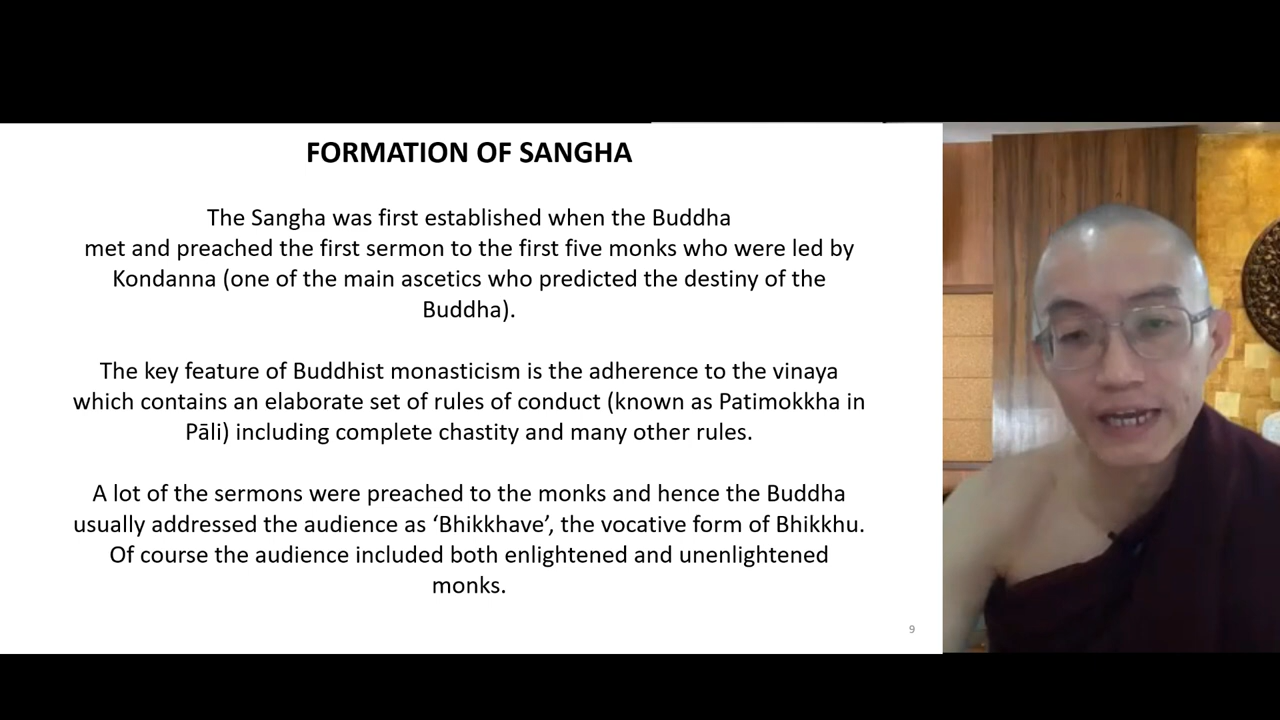 FORMATION OF SANGHA
The Sangha was first established when the Buddha
met and preached the first sermon to the first five monks who were led by
Kondanna (one of the main ascetics who predicted the destiny of the
Buddha).
The key feature of Buddhist monasticism is the adherence to the vinaya
which contains an elaborate set of rules of conduct (known as Patimokkha in
Pāli) including complete chastity and many other rules.
A lot of the sermons were preached to the monks and hence the Buddha
usually addressed the audience as ‘Bhikkhave’, the vocative form of Bhikkhu.
Of course the audience included both enlightened and unenlightened
monks.
9